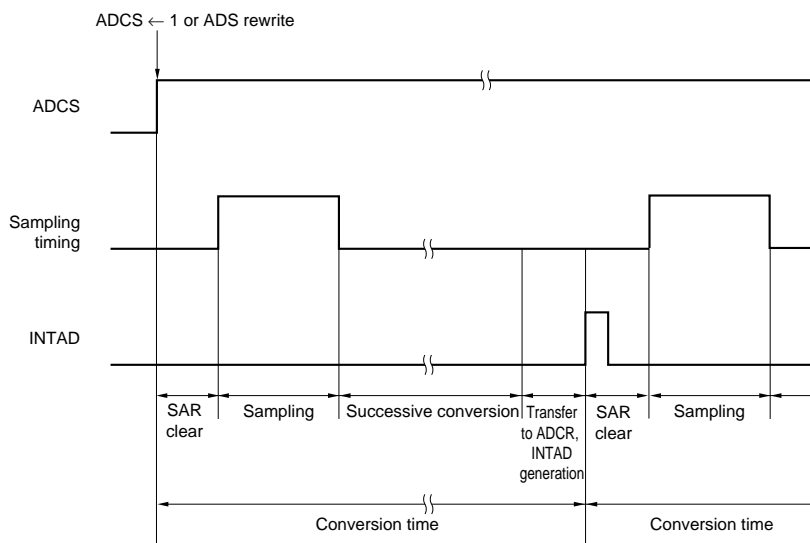 ADCS ← 1 or ADS rewrite
ADCS
Sampling
timing
INTAD
SAR
clear
Sampling
Successive conversion
Transfer
to ADCR,
INTAD
generation
SAR
clear
Sampling
Conversion time
Conversion time